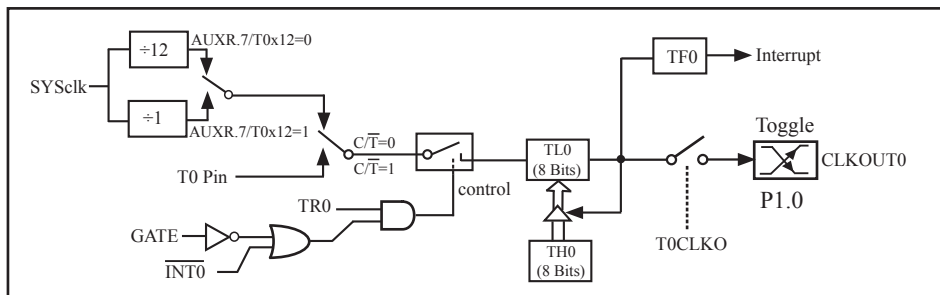 AUXR.7/T0x12=0
÷12
SYSclk
÷1
AUXR.7/T0x12=1
T0 Pin
C/T̅=0
C/T̅=1
control
TR0
GATE
I̅N̅T̅0̅
TL0
(8 Bits)
TH0
(8 Bits)
TF0
Interrupt
Toggle
CLKOUT0
P1.0
T0CLKO